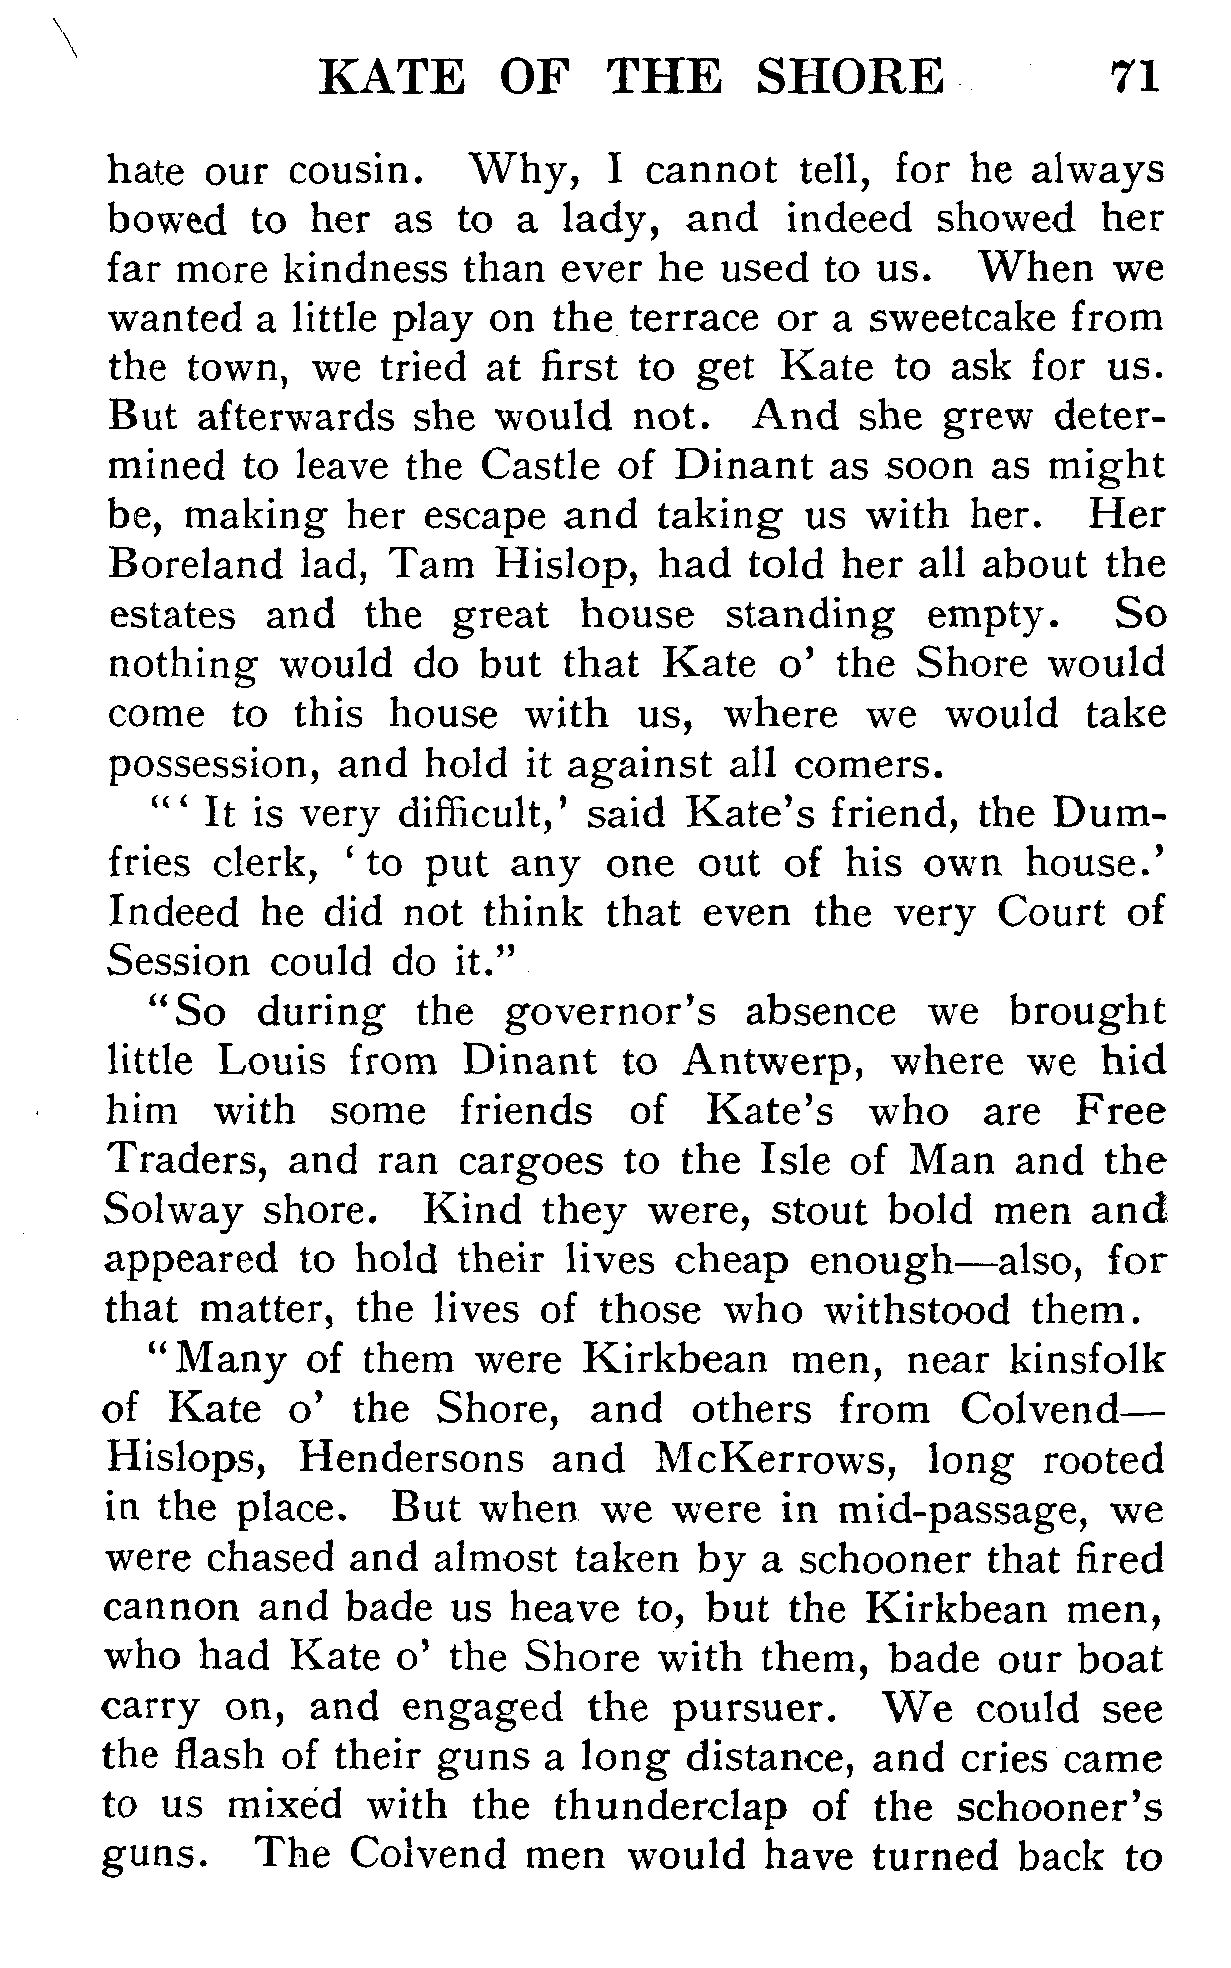 KATE OF THE SHORE 71
hate our cousin. Why, I cannot tell, for he always
bowed to her as to a lady, and indeed showed her
far more kindness than ever he used to us. When we
wanted a little play on the terrace or a sweetcake from
the town, we tried at first to get Kate to ask for us.
But afterwards she would not. And she grew deter-
mined to leave the Castle of Dinant as soon as might
be, making her escape and taking us with her. Her
Boreland lad, Tam Hislop, had told her all about the
estates and the great house standing empty. So
nothing would do but that Kate o' the Shore would
come to this house with us, where we would take
possession, and hold it against all comers.
"' It is very difficult,' said Kate's friend, the Dum-
fries clerk, ' to put any one out of his own house.'
Indeed he did not think that even the very Court of
Session could do it."
"So during the governor's absence we brought
little Louis from Dinant to Antwerp, where we hid
him with some friends of Kate's who are Free
Traders, and ran cargoes to the Isle of Man and the
Solway shore. Kind they were, stout bold men and
appeared to hold their lives cheap enough—also, for
that matter, the lives of those who withstood them.
"Many of them were Kirkbean men, near kinsfolk
of Kate o' the Shore, and others from Colvend—
Hislops, Hendersons and McKerrows, long rooted
in the place. But when we were in mid-passage, we
were chased and almost taken by a schooner that fired
cannon and bade us heave to, but the Kirkbean men,
who had Kate o' the Shore with them, bade our boat
carry on, and engaged the pursuer. We could see
the flash of their guns a long distance, and cries came
to us mixed with the thunderclap of the schooner's
guns. The Colvend men would have turned back to